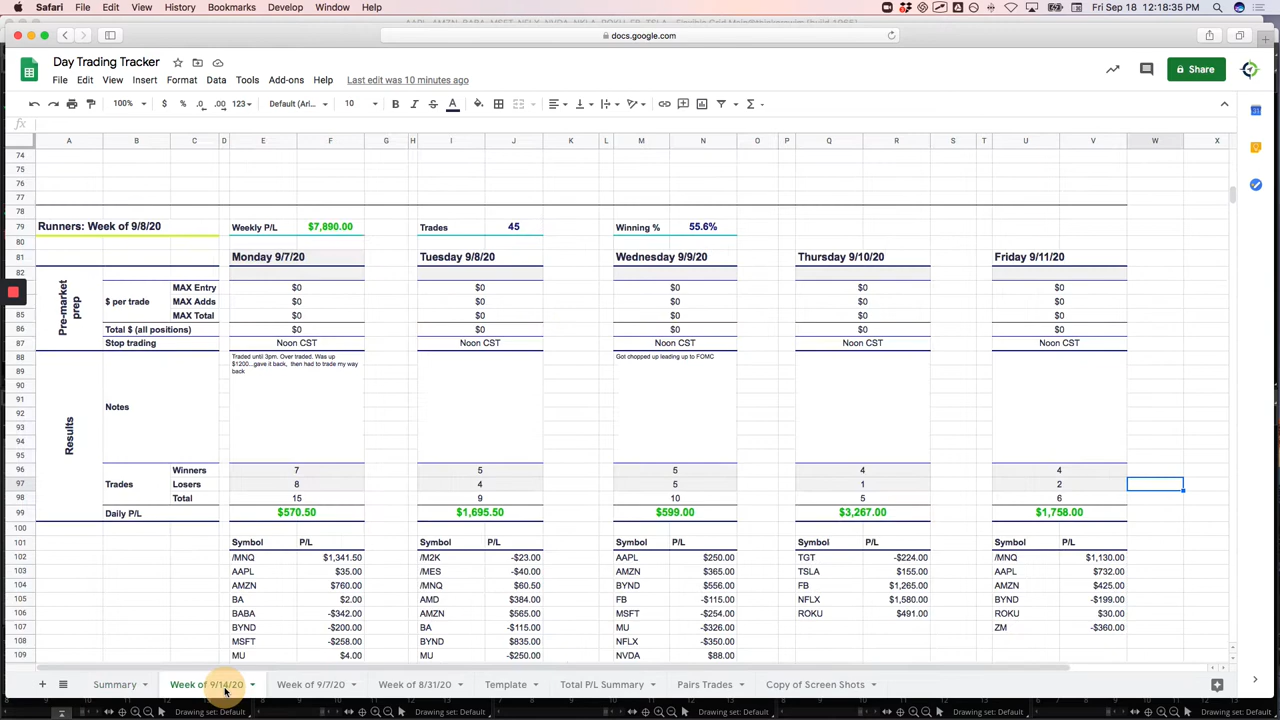 Safari File Edit View History Bookmarks Develop Window Help Fri Sep 18 12:18:35 PM
docs.google.com
Day Trading Tracker
File Edit View Insert Format Data Tools Add-ons Help Last edit was 10 minutes ago
Share
100% $ % .0 .00 123 Default (Ari... 10 B I S A
fx
A B C D E F G H I J K L M N O P Q R S T U V W X
74
75
76
77
78
79 Runners: Week of 9/8/20 Weekly P/L $7,890.00 Trades 45 Winning % 55.6%
80
81 Monday 9/7/20 Tuesday 9/8/20 Wednesday 9/9/20 Thursday 9/10/20 Friday 9/11/20
82
Pre-market prep
MAX Entry $0 $0 $0 $0 $0
$ per trade MAX Adds $0 $0 $0 $0 $0
85 MAX Total $0 $0 $0 $0 $0
86 Total $ (all positions) $0 $0 $0 $0 $0
87 Stop trading Noon CST Noon CST Noon CST Noon CST Noon CST
88 Traded until 3pm. Over traded. Was up Got chopped up leading up to FOMC
89 $1200...gave it back, then had to trade my way
back
90
91
92 Notes
93
94 Results
95
96 Winners 7 5 5 4 4
97 Trades Losers 8 4 5 1 2
98 Total 15 9 10 5 6
99 Daily P/L $570.50 $1,695.50 $599.00 $3,267.00 $1,758.00
100
101 Symbol P/L Symbol P/L Symbol P/L Symbol P/L Symbol P/L
102 /MNQ $1,341.50 /M2K -$23.00 AAPL $250.00 TGT -$224.00 /MNQ $1,130.00
103 AAPL $35.00 /MES -$40.00 AMZN $365.00 TSLA $155.00 AAPL $732.00
104 AMZN $760.00 /MNQ $60.50 BYND $556.00 FB $1,265.00 AMZN $425.00
105 BA $2.00 AMD $384.00 FB -$115.00 NFLX $1,580.00 BYND -$199.00
106 BABA -$342.00 AMZN $565.00 MSFT -$254.00 ROKU $491.00 ROKU $30.00
107 BYND -$200.00 BA -$115.00 MU -$326.00 ZM -$360.00
108 MSFT -$258.00 BYND $835.00 NFLX -$350.00
109 MU $4.00 MU -$250.00 NVDA $88.00
Summary Week of 9/14/20 Week of 9/7/20 Week of 8/31/20 Template Total P/L Summary Pairs Trades Copy of Screen Shots
Drawing set: Default Drawing set: Default Drawing set: Default Drawing set: Default